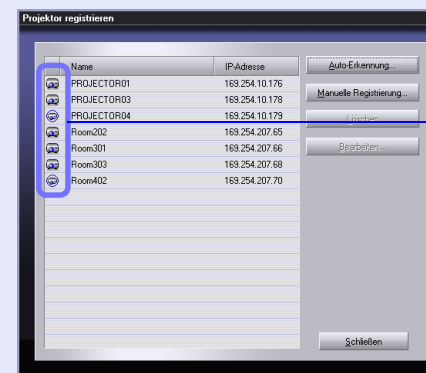 Projektor registrieren
Name IP-Adresse
PROJECTOR01 169.254.10.176
PROJECTOR03 169.254.10.178
PROJECTOR04 169.254.10.179
Room202 169.254.207.65
Room301 169.254.207.66
Room303 169.254.207.68
Room402 169.254.207.70
Auto-Erkennung...
Manuelle Registrierung...
Löschen...
Bearbeiten...
Schließen